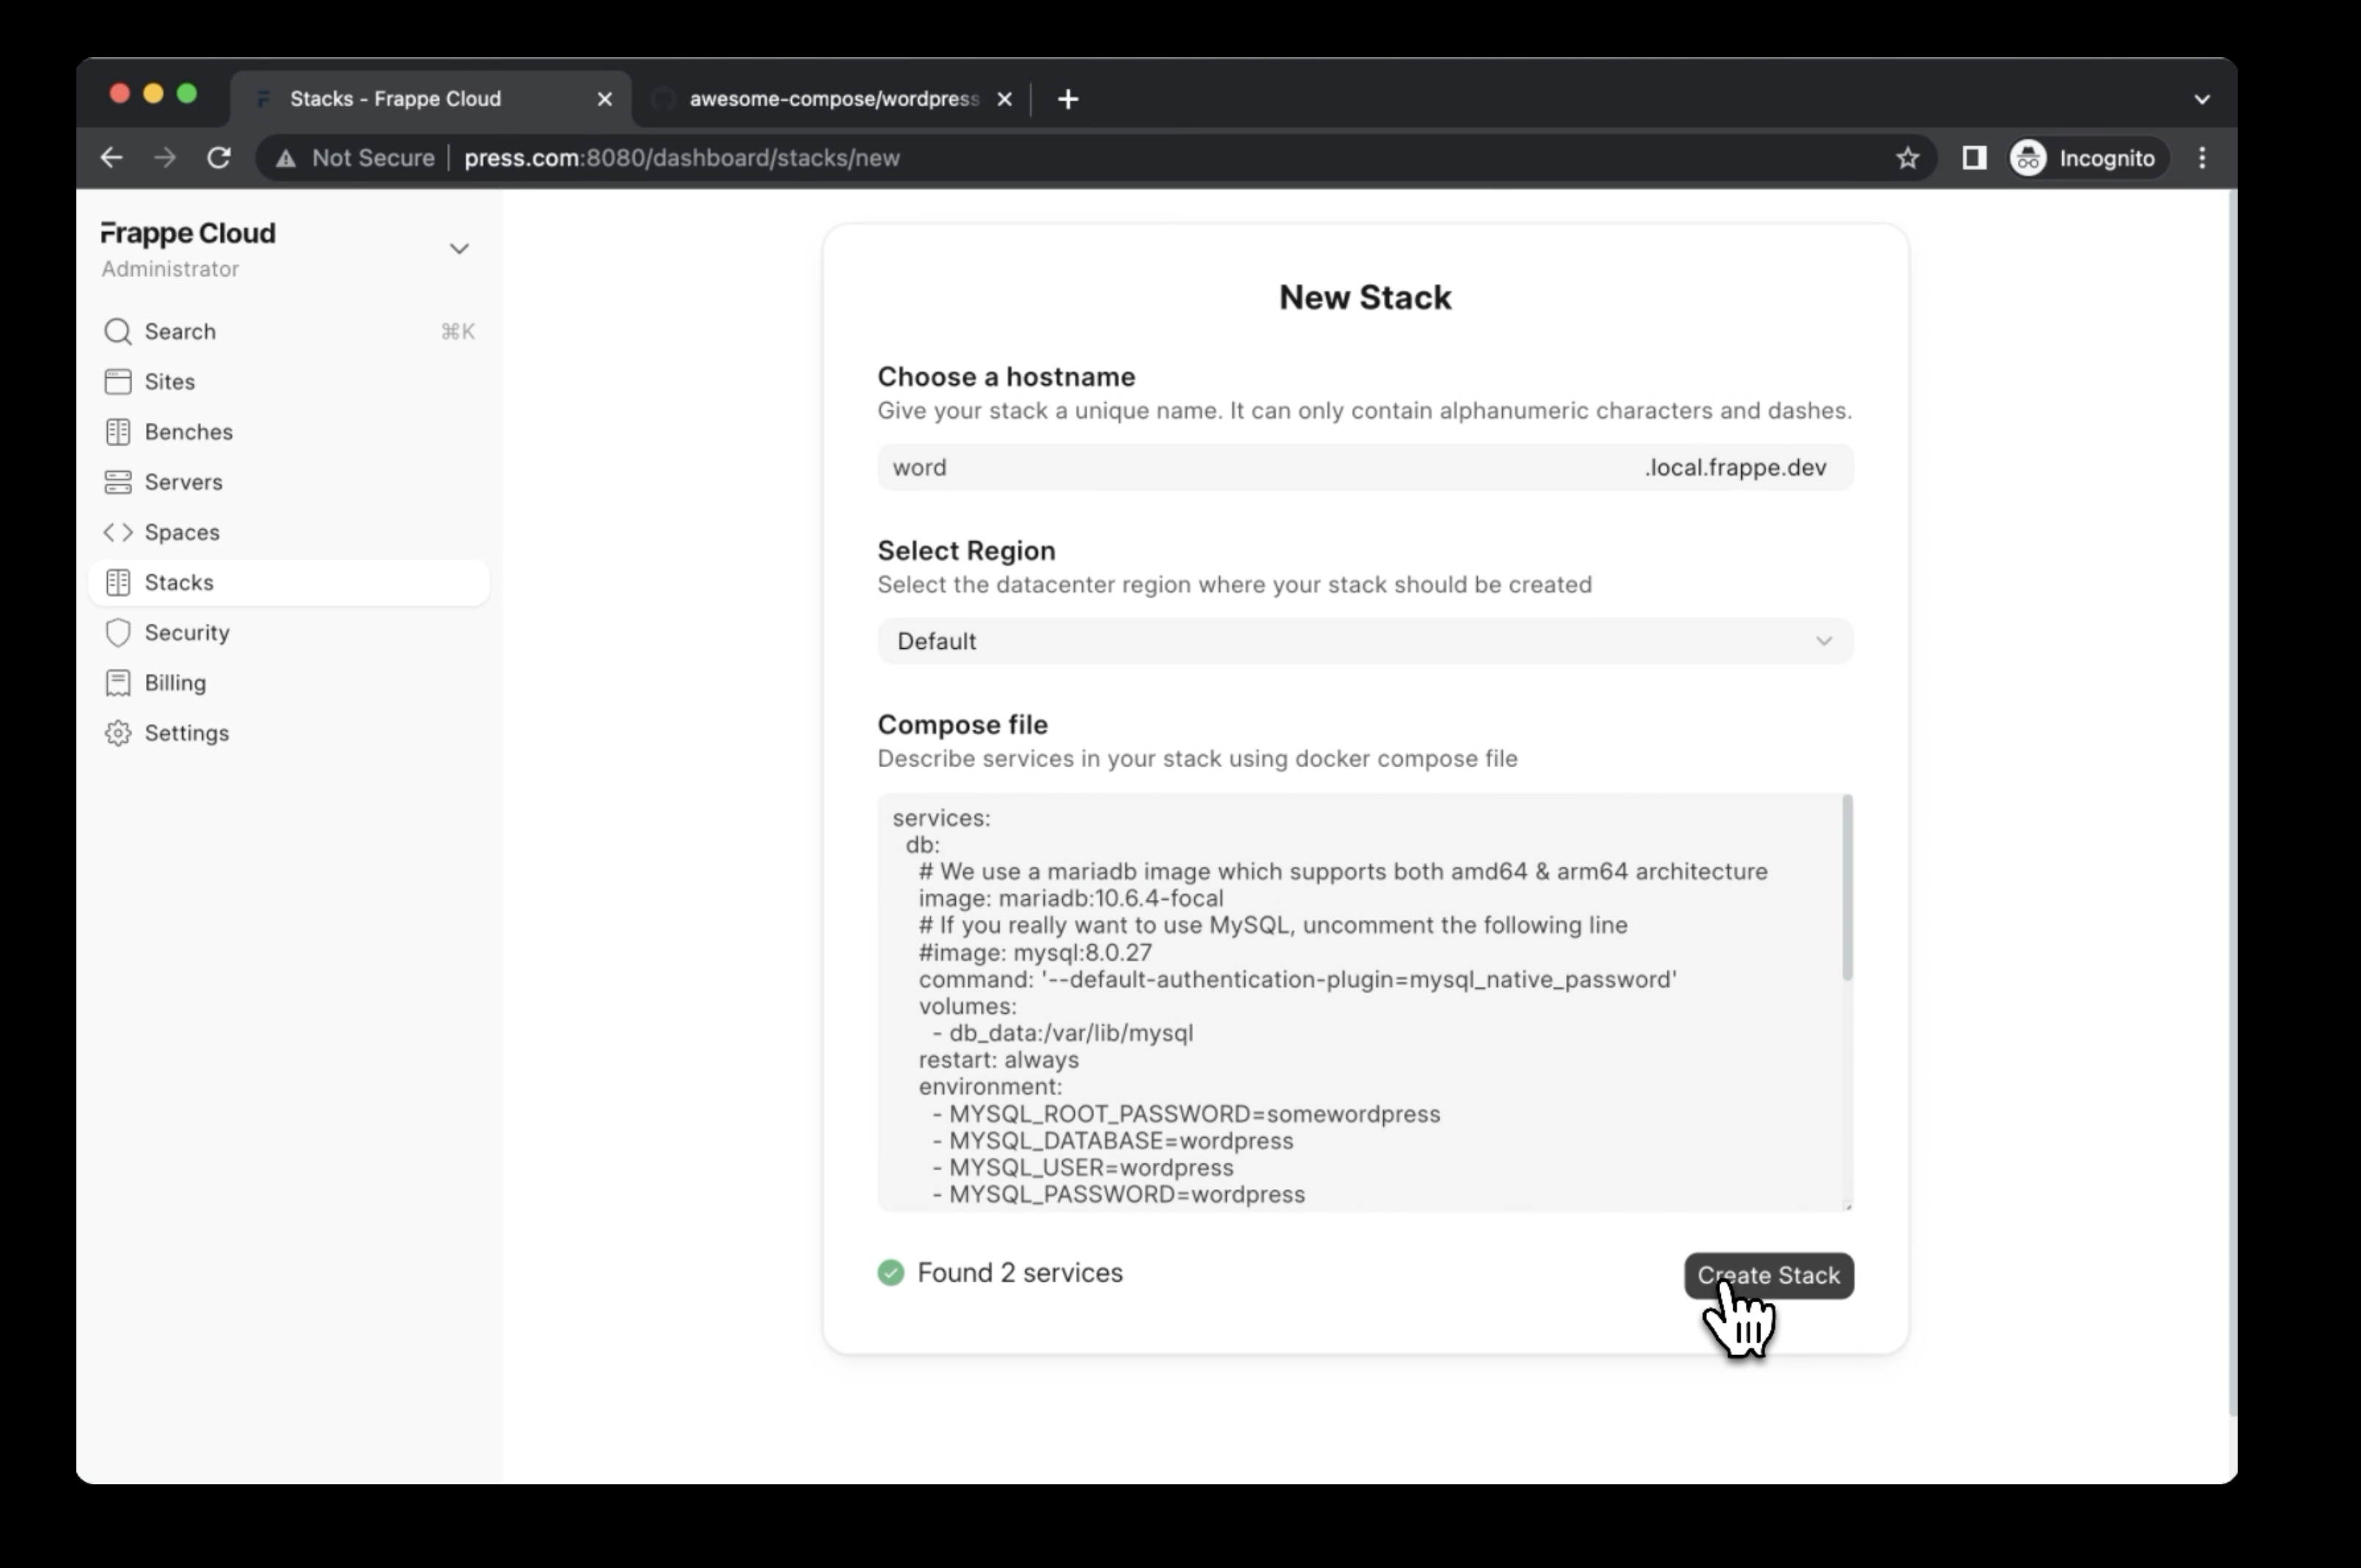 Stacks - Frappe Cloud
awesome-compose/wordpress
Not Secure press.com:8080/dashboard/stacks/new
Incognito
Frappe Cloud
Administrator
Search ⌘K
Sites
Benches
Servers
Spaces
Stacks
Security
Billing
Settings
New Stack
Choose a hostname
Give your stack a unique name. It can only contain alphanumeric characters and dashes.
word .local.frappe.dev
Select Region
Select the datacenter region where your stack should be created
Default
Compose file
Describe services in your stack using docker compose file
services:
db:
# We use a mariadb image which supports both amd64 & arm64 architecture
image: mariadb:10.6.4-focal
# If you really want to use MySQL, uncomment the following line
#image: mysql:8.0.27
command: '--default-authentication-plugin=mysql_native_password'
volumes:
- db_data:/var/lib/mysql
restart: always
environment:
- MYSQL_ROOT_PASSWORD=somewordpress
- MYSQL_DATABASE=wordpress
- MYSQL_USER=wordpress
- MYSQL_PASSWORD=wordpress
Found 2 services
Create Stack